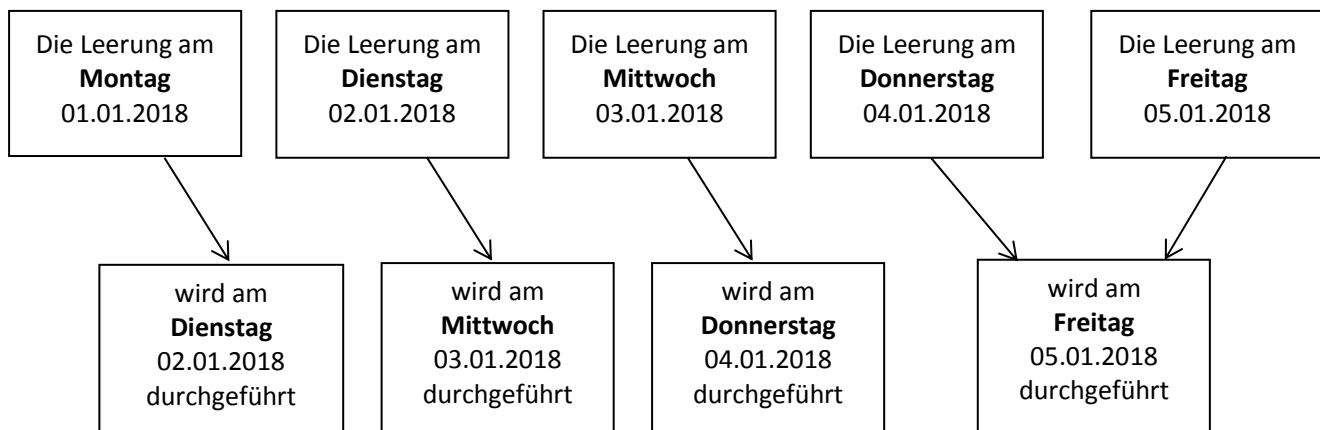 Die Leerung am
Montag
01.01.2018
Die Leerung am
Dienstag
02.01.2018
Die Leerung am
Mittwoch
03.01.2018
Die Leerung am
Donnerstag
04.01.2018
Die Leerung am
Freitag
05.01.2018
wird am
Dienstag
02.01.2018
durchgeführt
wird am
Mittwoch
03.01.2018
durchgeführt
wird am
Donnerstag
04.01.2018
durchgeführt
wird am
Freitag
05.01.2018
durchgeführt